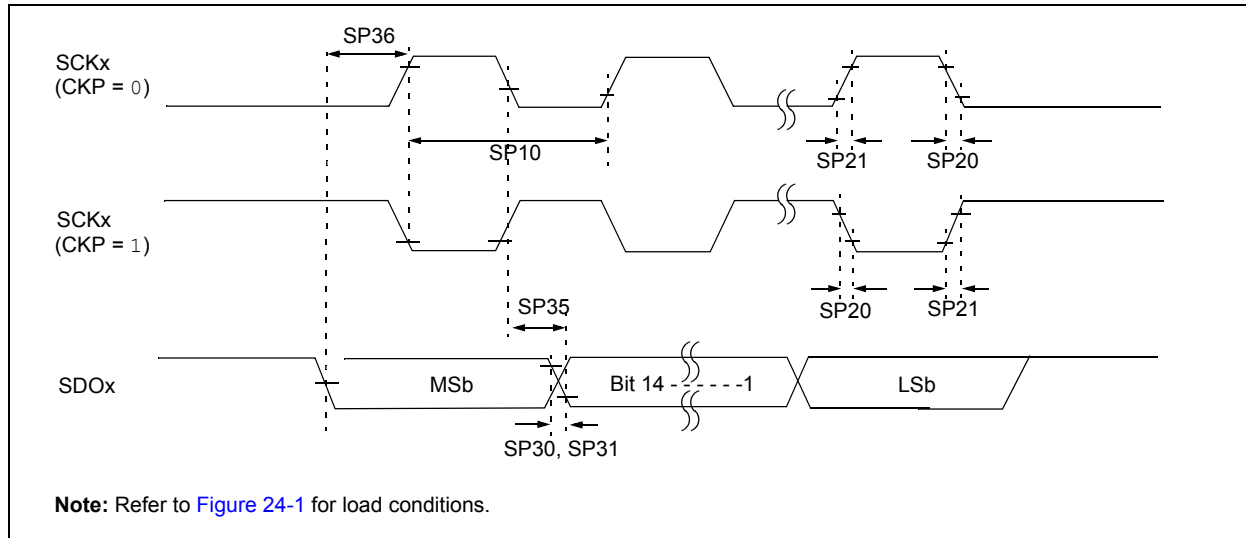 SP36
SCKx
(CKP = 0)
SP10
SP21
SP20
SCKx
(CKP = 1)
SP35
SP20
SP21
SDOx
MSb
Bit 14 - - - - - -1
LSb
SP30, SP31
Note: Refer to Figure 24-1 for load conditions.